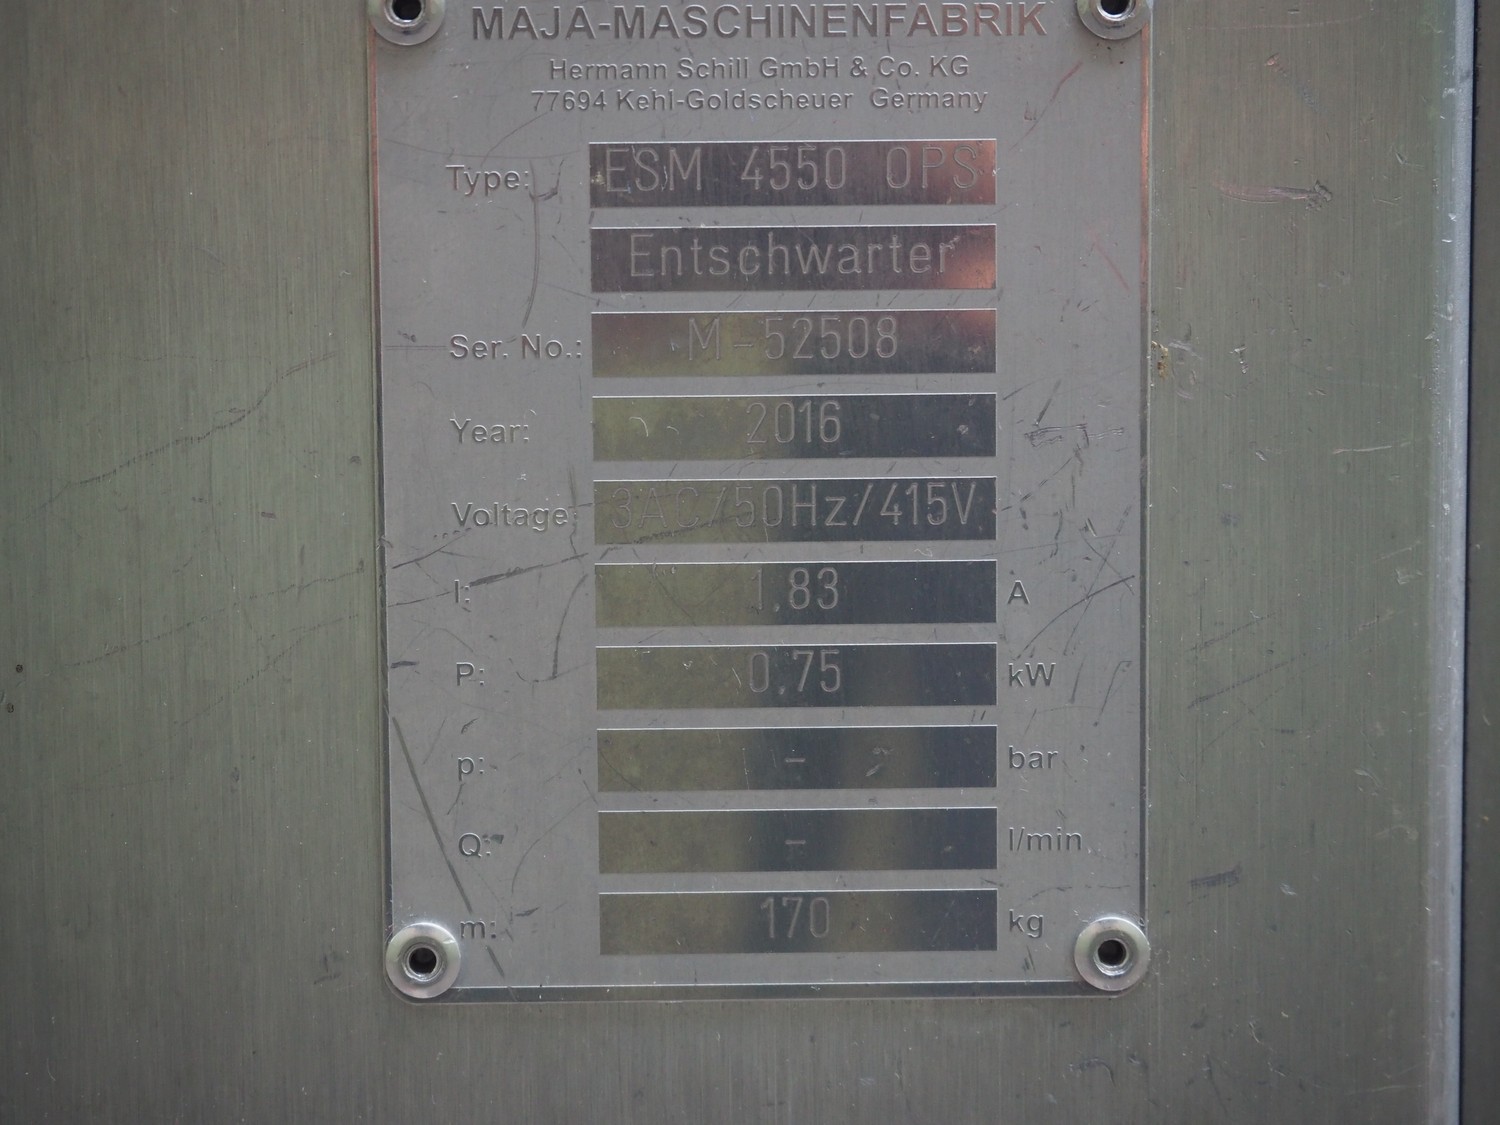 MAJA-MASCHINENFABRIK
Hermann Schill GmbH & Co. KG
77694 Kehl-Goldscheuer Germany
Type: ESM 4550 OPS
Entschwarter
Ser. No.: M-52508
Year: 2016
Voltage: 3AC/50Hz/415V
I: 1,83 A
P: 0,75 kW
p: - bar
Q: - l/min
m: 170 kg